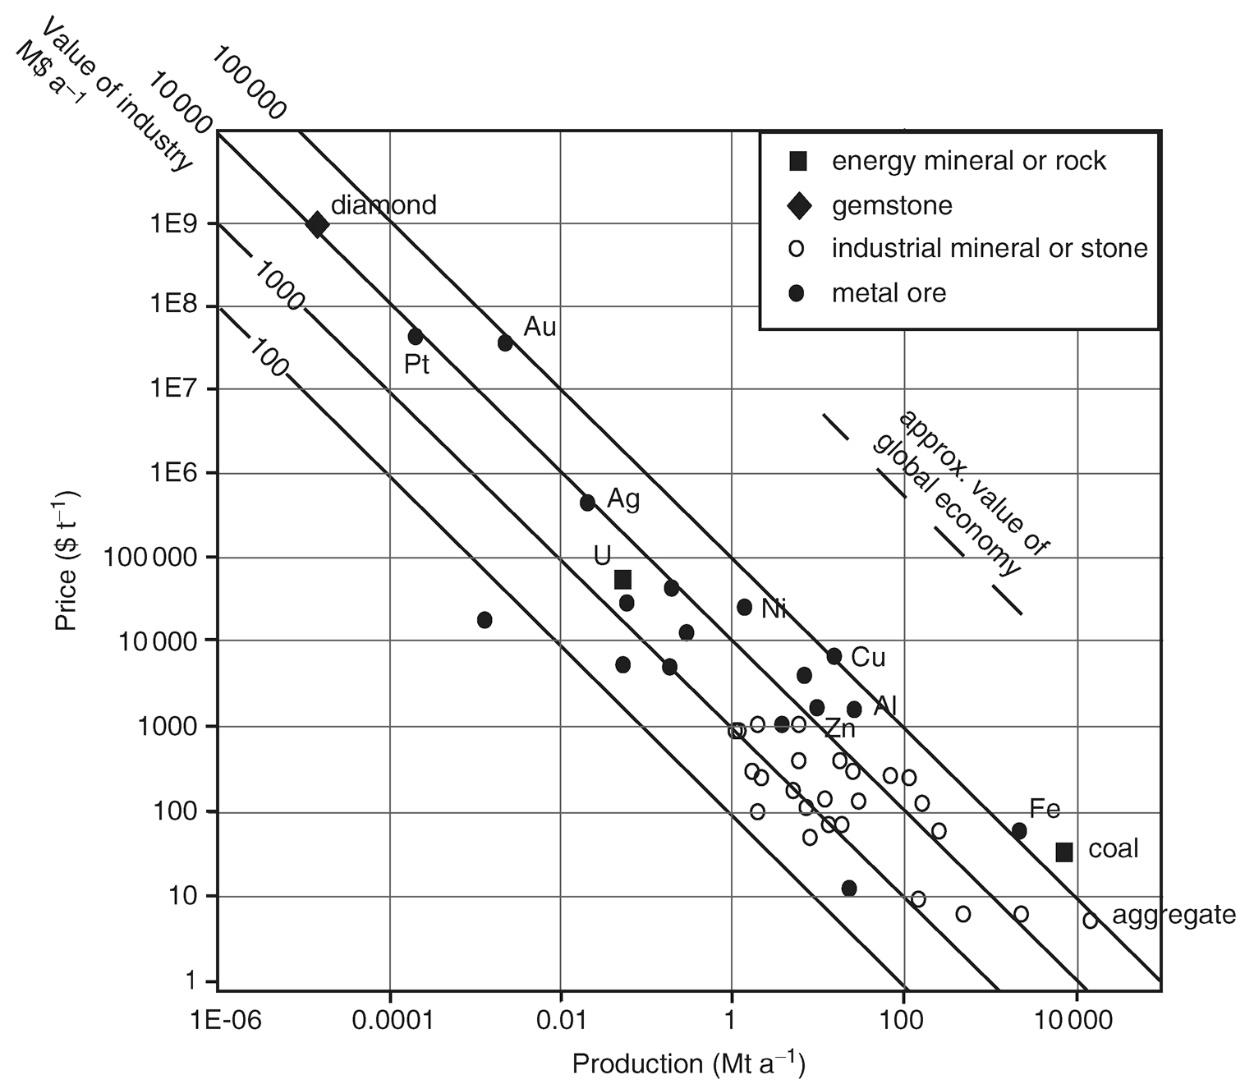 Value of industry
M$ a⁻¹
10 000
100 000
1000
100
energy mineral or rock
gemstone
industrial mineral or stone
metal ore
diamond
Au
Pt
Ag
U
Ni
Cu
Al
Zn
Fe
coal
aggregate
approx. value of
global economy
Price ($ t⁻¹)
1E9
1E8
1E7
1E6
100 000
10 000
1000
100
10
1
1E-06
0.0001
0.01
1
100
10 000
Production (Mt a⁻¹)